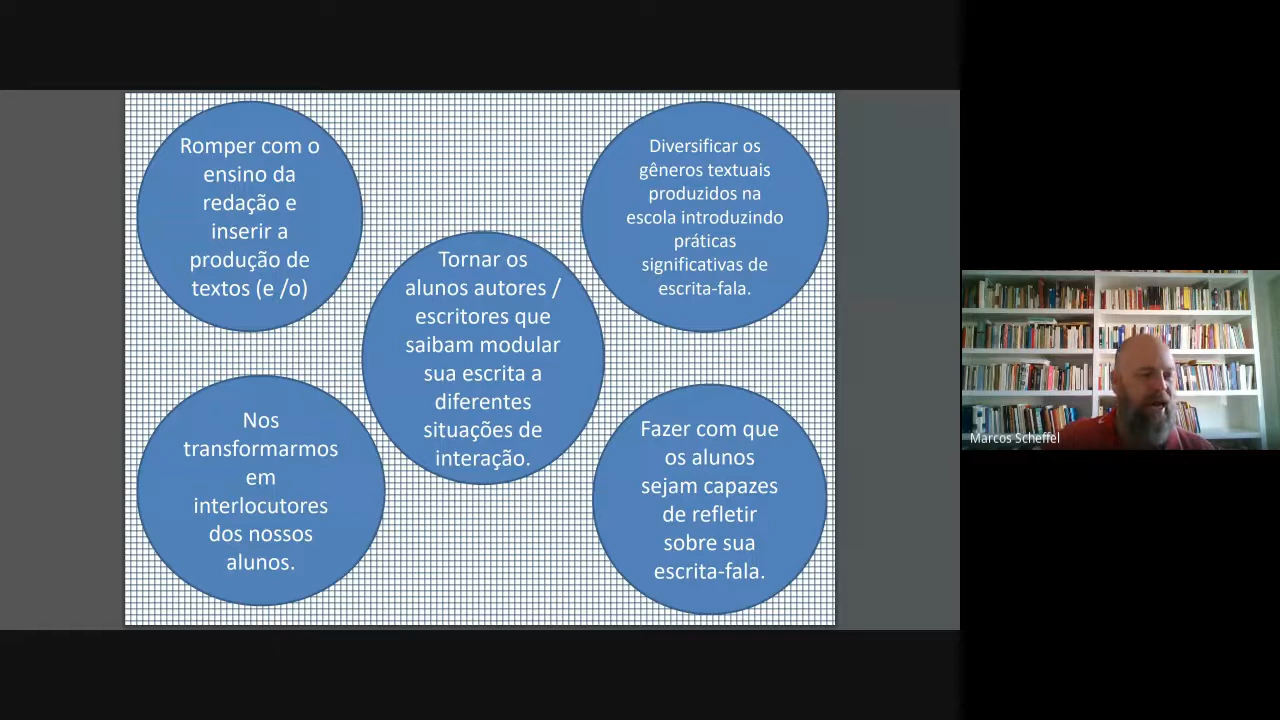 Romper com o
ensino da
redação e
inserir a
produção de
textos (e /o)
Diversificar os
gêneros textuais
produzidos na
escola introduzindo
práticas
significativas de
escrita-fala.
Tornar os
alunos autores /
escritores que
saibam modular
sua escrita a
diferentes
situações de
interação.
Nos
transformarmos
em
interlocutores
dos nossos
alunos.
Fazer com que
os alunos
sejam capazes
de refletir
sobre sua
escrita-fala.
Marcos Scheffel